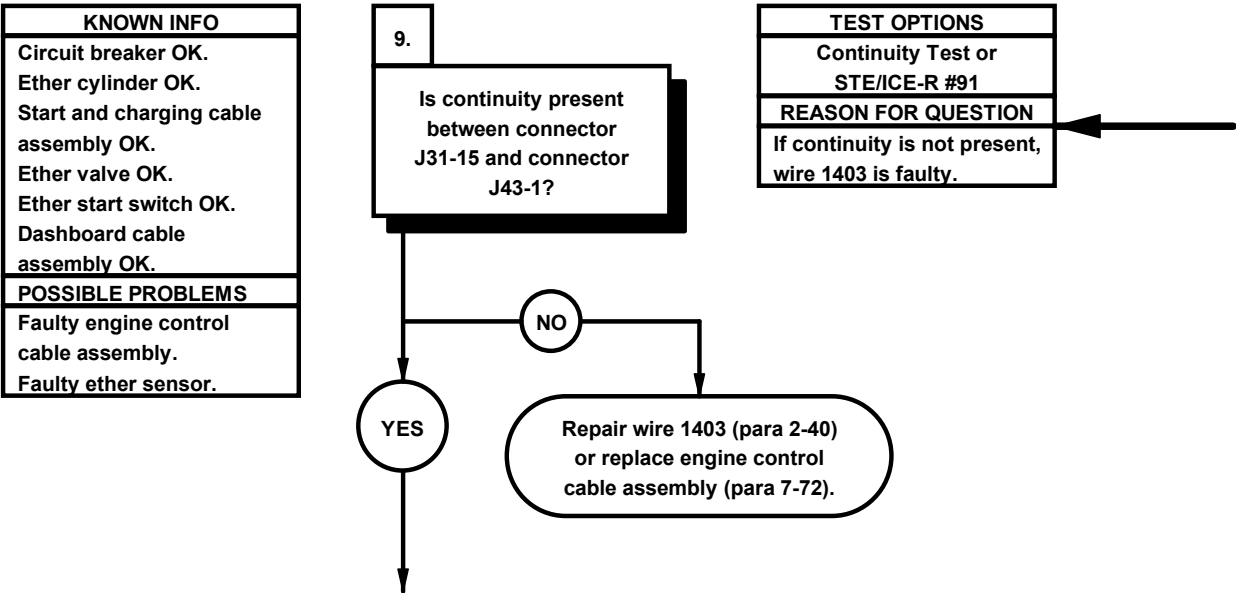 KNOWN INFO
Circuit breaker OK.
Ether cylinder OK.
Start and charging cable
assembly OK.
Ether valve OK.
Ether start switch OK.
Dashboard cable
assembly OK.
POSSIBLE PROBLEMS
Faulty engine control
cable assembly.
Faulty ether sensor.
9.
Is continuity present
between connector
J31-15 and connector
J43-1?
TEST OPTIONS
Continuity Test or
STE/ICE-R #91
REASON FOR QUESTION
If continuity is not present,
wire 1403 is faulty.
NO
YES
Repair wire 1403 (para 2-40)
or replace engine control
cable assembly (para 7-72).